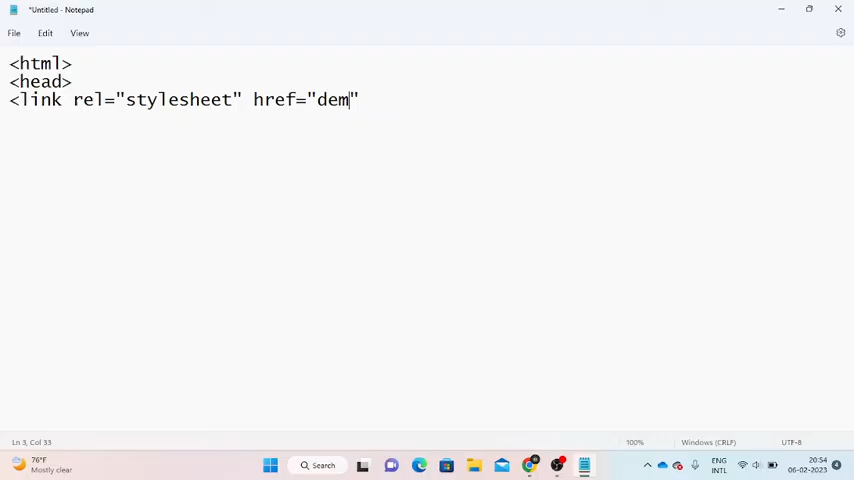 *Untitled - Notepad
File Edit View
<html>
<head>
<link rel="stylesheet" href="dem"
Ln 3, Col 33 100% Windows (CRLF) UTF-8
76°F
Mostly clear
Search
ENG
INTL
20:54
06-02-2023
4